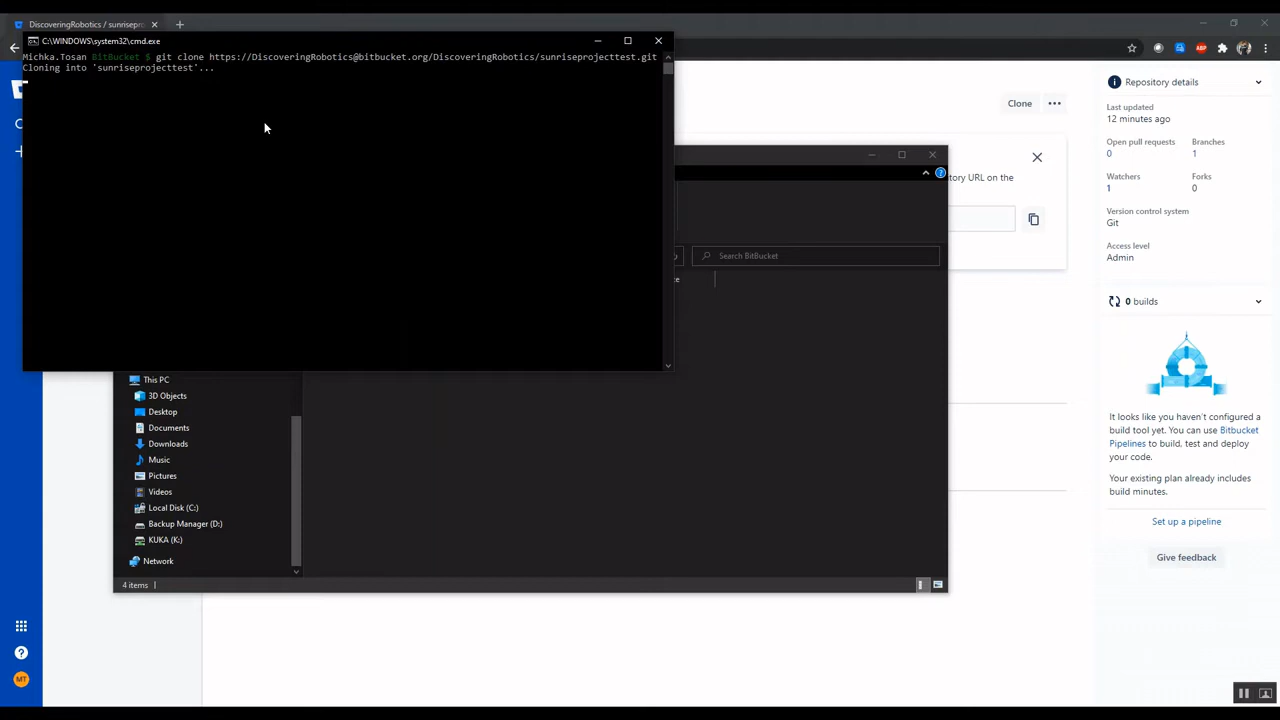 DiscoveringRobotics / sunrisepro
C:\WINDOWS\system32\cmd.exe
Michka.Tosan BitBucket $ git clone https://DiscoveringRobotics@bitbucket.org/DiscoveringRobotics/sunriseprojecttest.git
Cloning into 'sunriseprojecttest'...
Clone
tory URL on the
Search BitBucket
ze
This PC
3D Objects
Desktop
Documents
Downloads
Music
Pictures
Videos
Local Disk (C:)
Backup Manager (D:)
KUKA (K:)
Network
4 items
MT
Repository details
Last updated
12 minutes ago
Open pull requests Branches
0 1
Watchers Forks
1 0
Version control system
Git
Access level
Admin
0 builds
It looks like you haven't configured a
build tool yet. You can use Bitbucket
Pipelines to build, test and deploy
your code.
Your existing plan already includes
build minutes.
Set up a pipeline
Give feedback